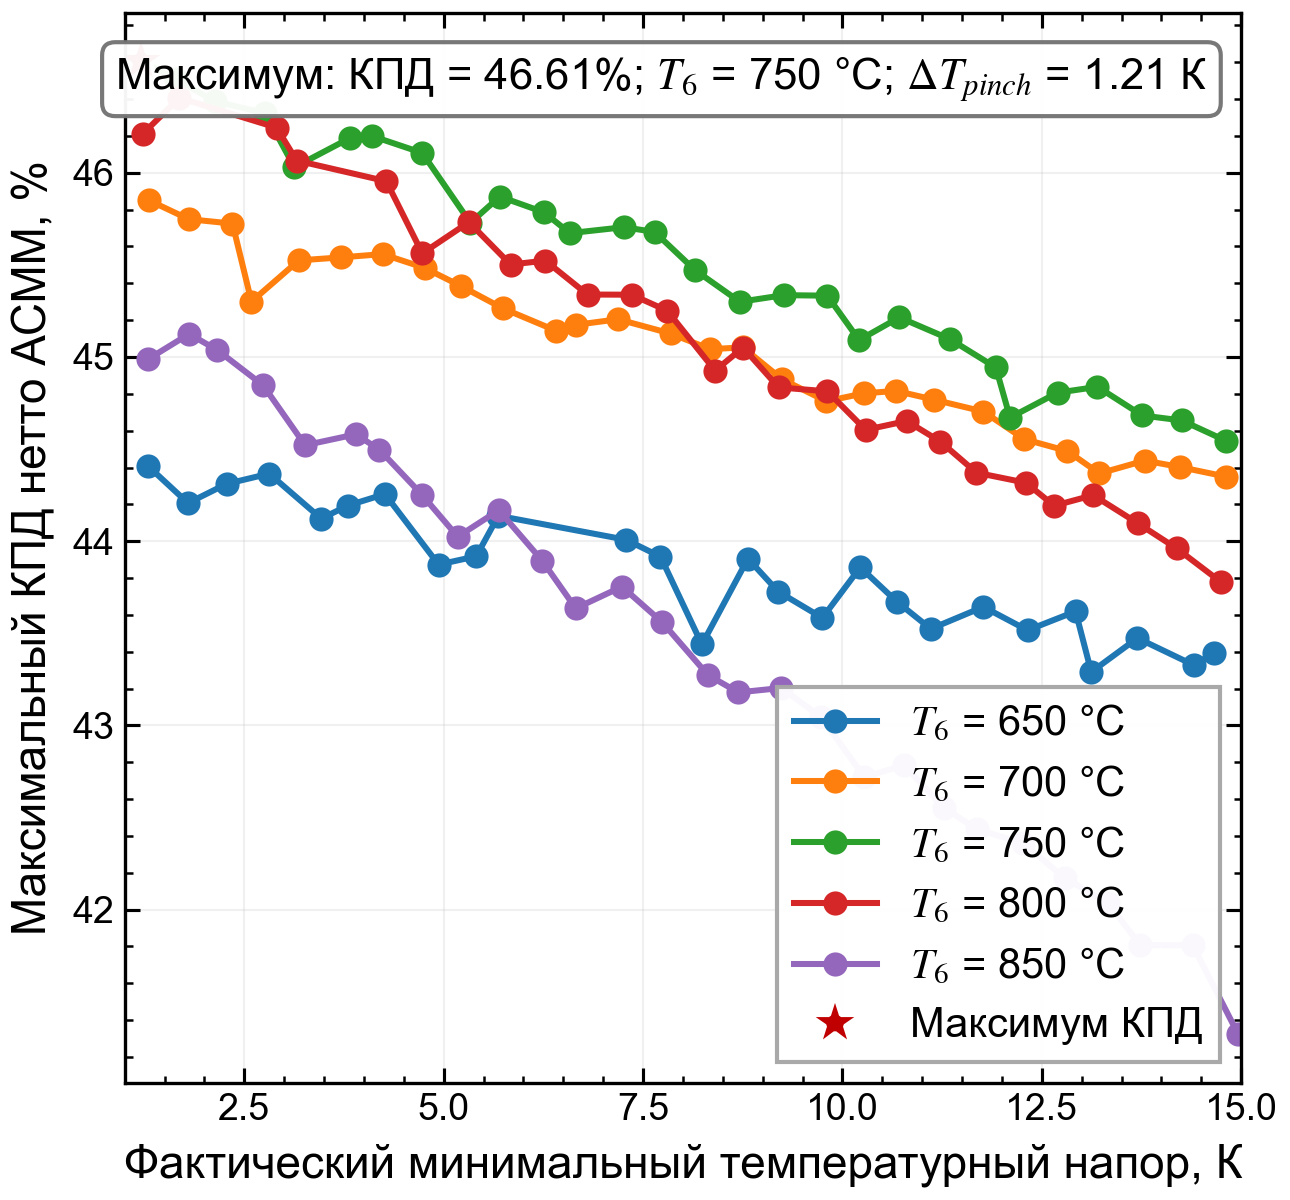 Максимум: КПД = 46.61%; T6 = 750 °C; ΔTpinch = 1.21 К
Максимальный КПД нетто АСММ, %
46
45
44
43
42
T6 = 650 °C
T6 = 700 °C
T6 = 750 °C
T6 = 800 °C
T6 = 850 °C
Максимум КПД
2.5 5.0 7.5 10.0 12.5 15.0
Фактический минимальный температурный напор, К